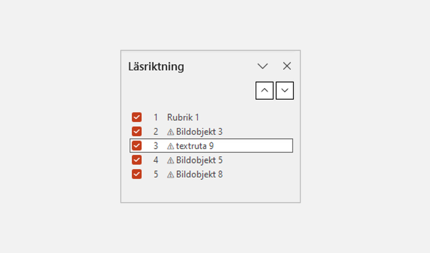 Läsriktning
1 Rubrik 1
2 ⚠ Bildobjekt 3
3 ⚠ textruta 9
4 ⚠ Bildobjekt 5
5 ⚠ Bildobjekt 8